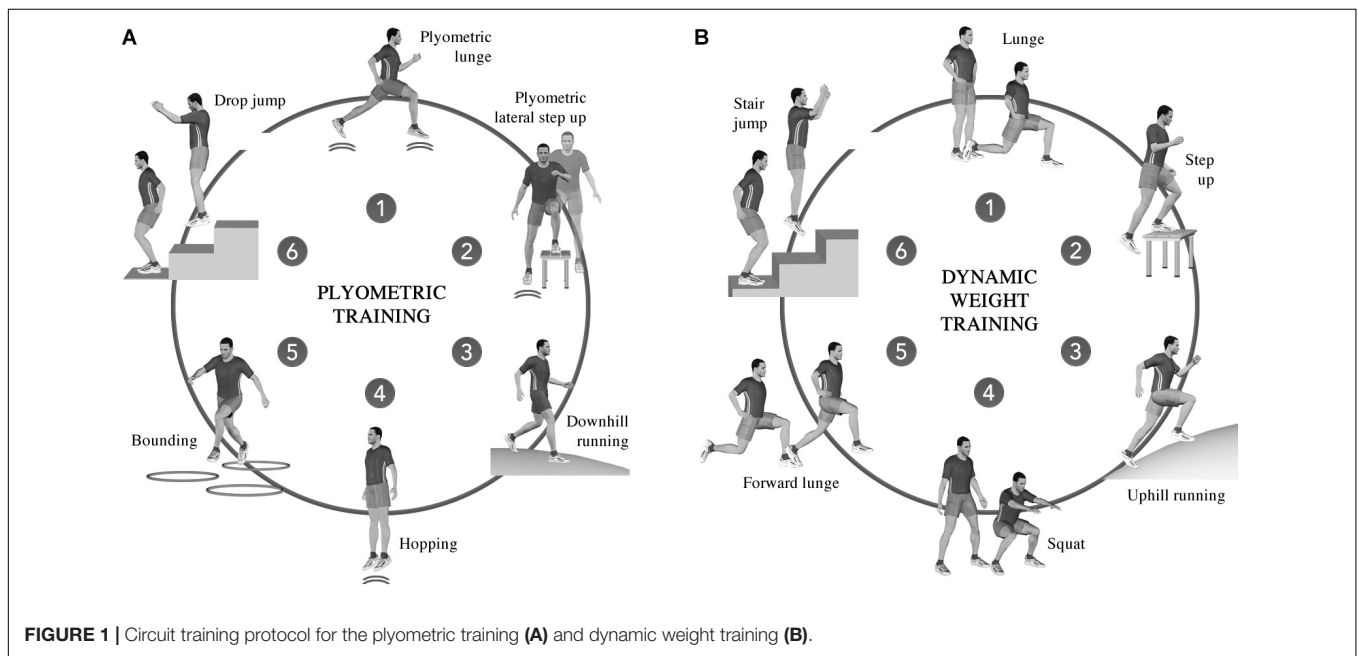 A
Plyometric
lunge
Drop jump
Plyometric
lateral step up
1
2
6
PLYOMETRIC
TRAINING
5
3
4
Bounding
Downhill
running
Hopping
B
Lunge
Stair
jump
Step
up
1
2
6
DYNAMIC
WEIGHT
TRAINING
5
3
4
Forward lunge
Uphill running
Squat
FIGURE 1 | Circuit training protocol for the plyometric training (A) and dynamic weight training (B).